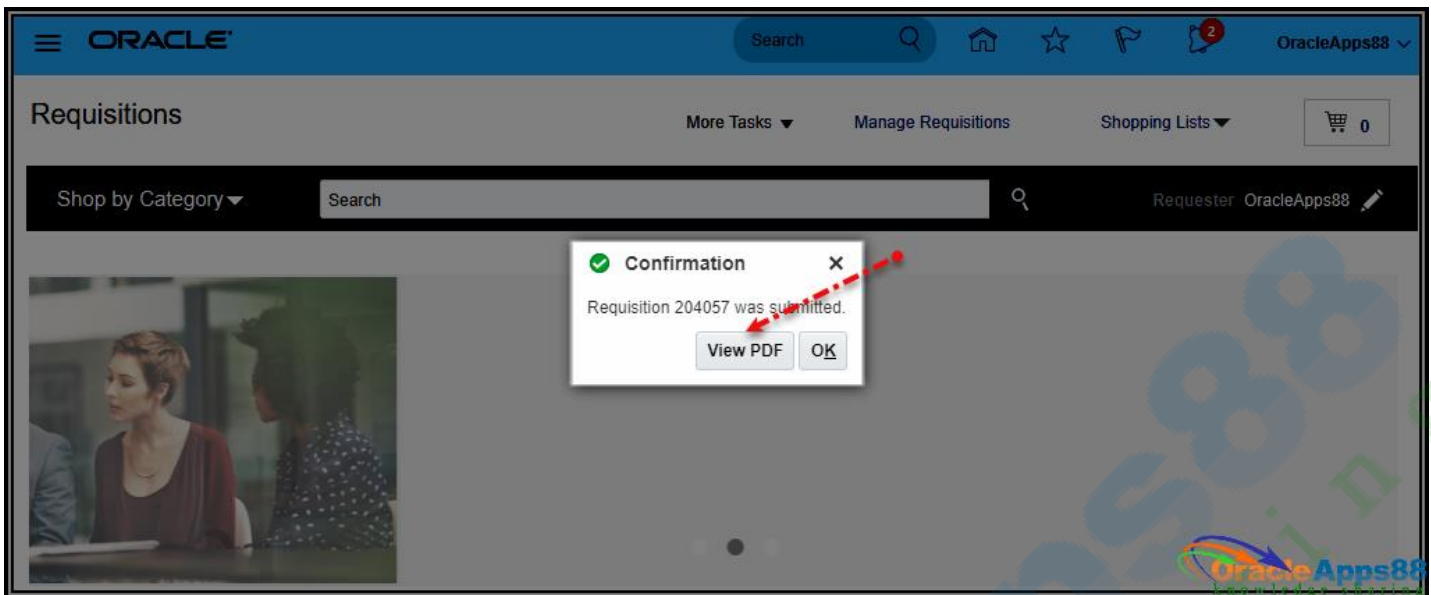 ORACLE
Search
2
OracleApps88
Requisitions
More Tasks
Manage Requisitions
Shopping Lists
0
Shop by Category
Search
Requester OracleApps88
Confirmation
Requisition 204057 was submitted.
View PDF
OK
OracleApps88